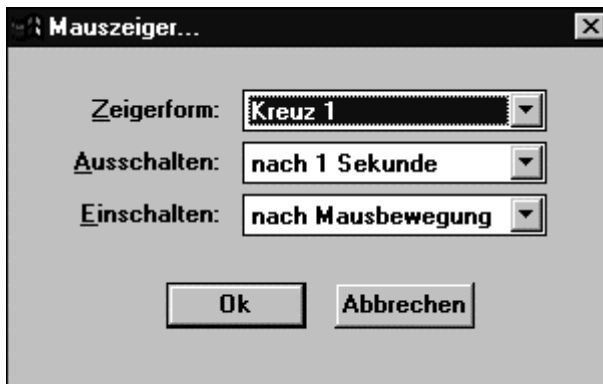 Mauszeiger...
Zeigerform: Kreuz 1
Ausschalten: nach 1 Sekunde
Einschalten: nach Mausbewegung
Ok Abbrechen